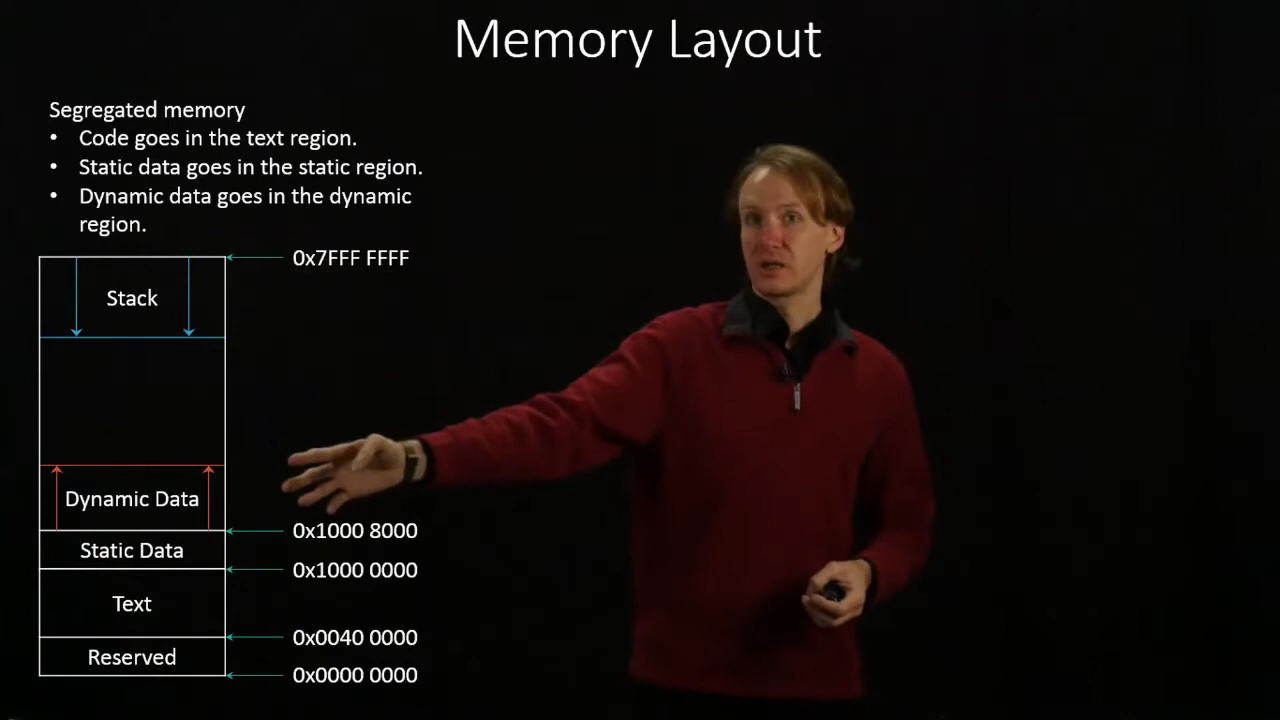 Memory Layout
Segregated memory
• Code goes in the text region.
• Static data goes in the static region.
• Dynamic data goes in the dynamic
region.
0x7FFF FFFF
Stack
Dynamic Data
0x1000 8000
Static Data
0x1000 0000
Text
0x0040 0000
Reserved
0x0000 0000